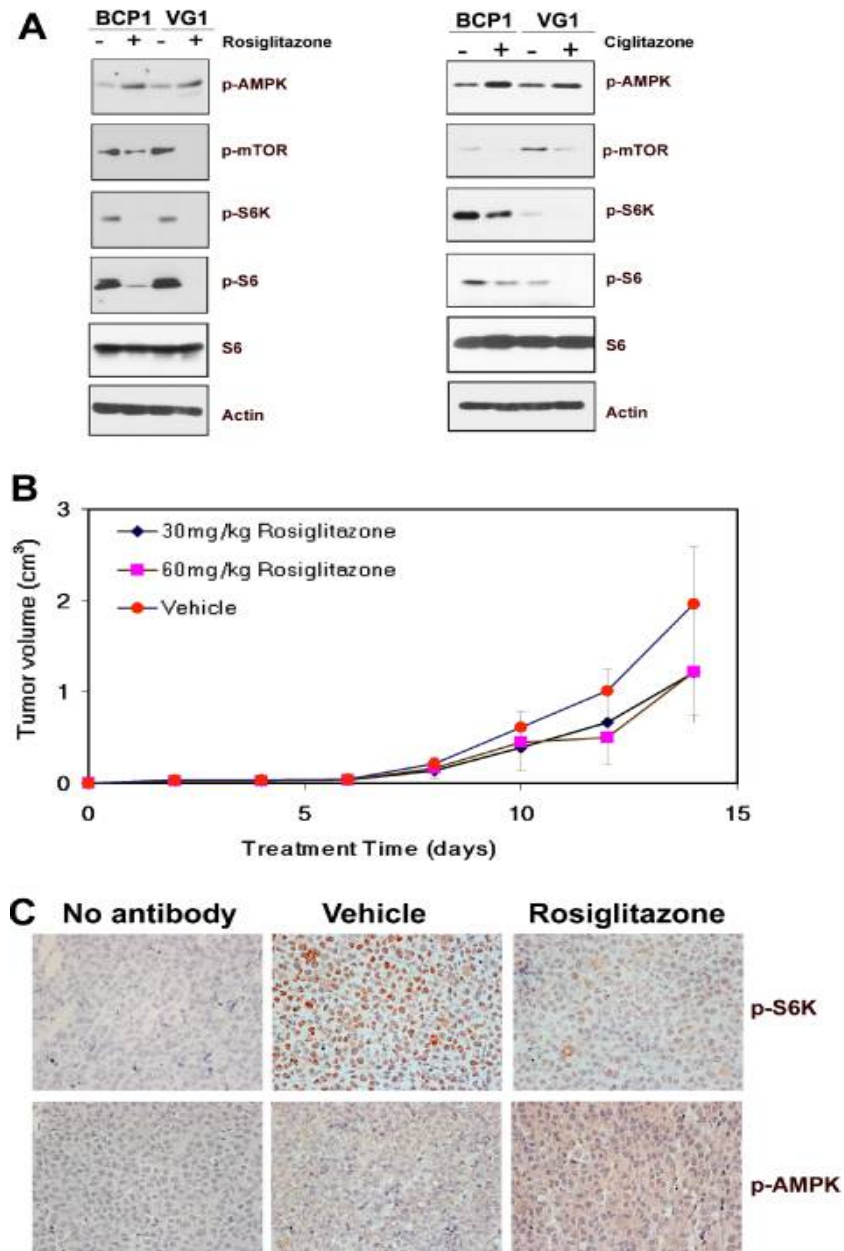 A
BCP1 VG1
- + - + Rosiglitazone
p-AMPK
p-mTOR
p-S6K
p-S6
S6
Actin
BCP1 VG1
- + - + Ciglitazone
p-AMPK
p-mTOR
p-S6K
p-S6
S6
Actin
B
3
2
1
0
Tumor volume (cm³)
30mg/kg Rosiglitazone
60mg/kg Rosiglitazone
Vehicle
0 5 10 15
Treatment Time (days)
C
No antibody Vehicle Rosiglitazone
p-S6K
p-AMPK